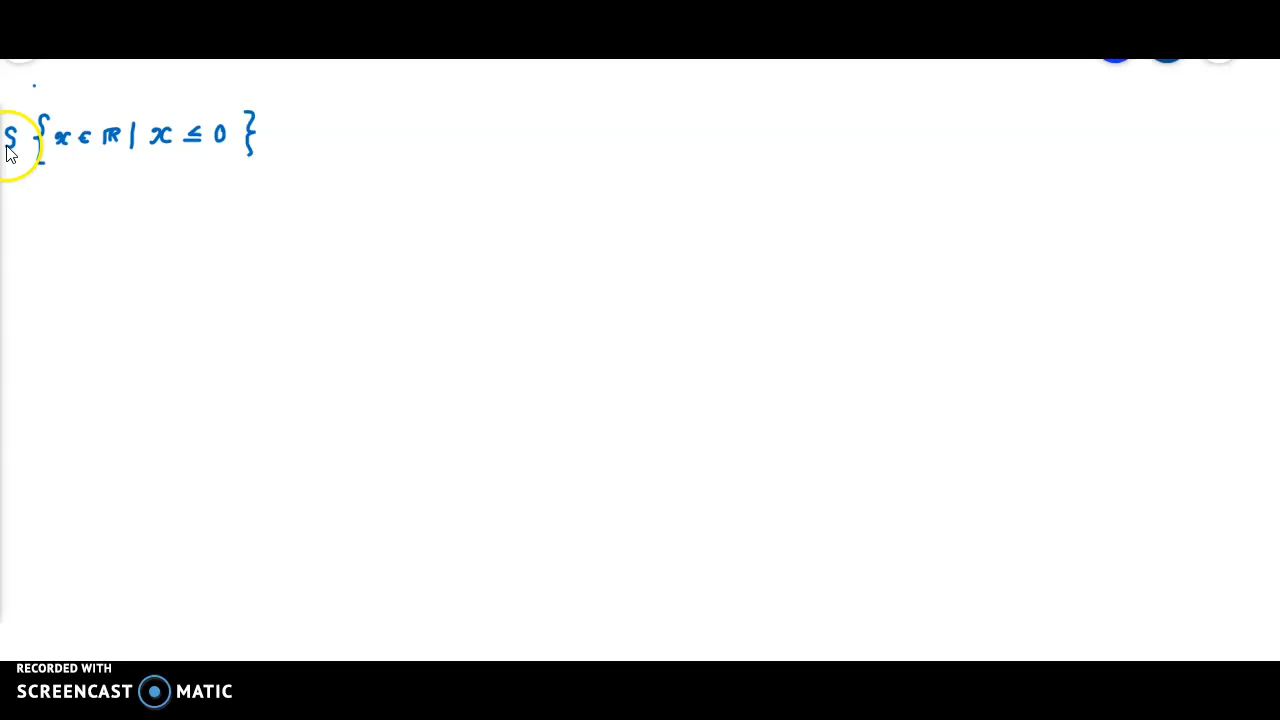 S {x ∈ ℝ | x ≤ 0}
RECORDED WITH
SCREENCAST MATIC